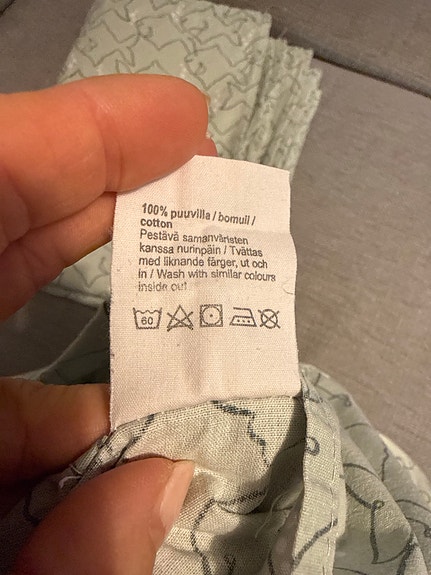 100% puuvilla / bomull /
cotton
Pestävä samanväristen
kanssa nurinpäin / Tvättas
med liknande färger, ut och
in / Wash with similar colours
inside out
60